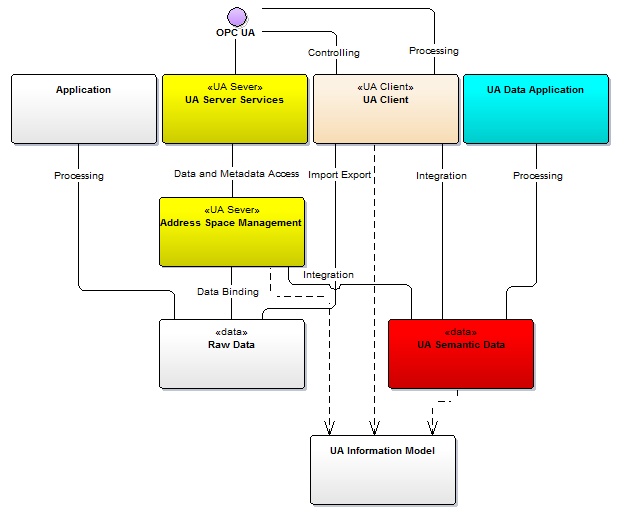 OPC UA
Controlling
Processing
Application
«UA Sever»
UA Server Services
«UA Client»
UA Client
UA Data Application
Processing
Data and Metadata Access
Import Export
Integration
Processing
«UA Sever»
Address Space Management
Integration
Data Binding
«data»
Raw Data
«data»
UA Semantic Data
UA Information Model